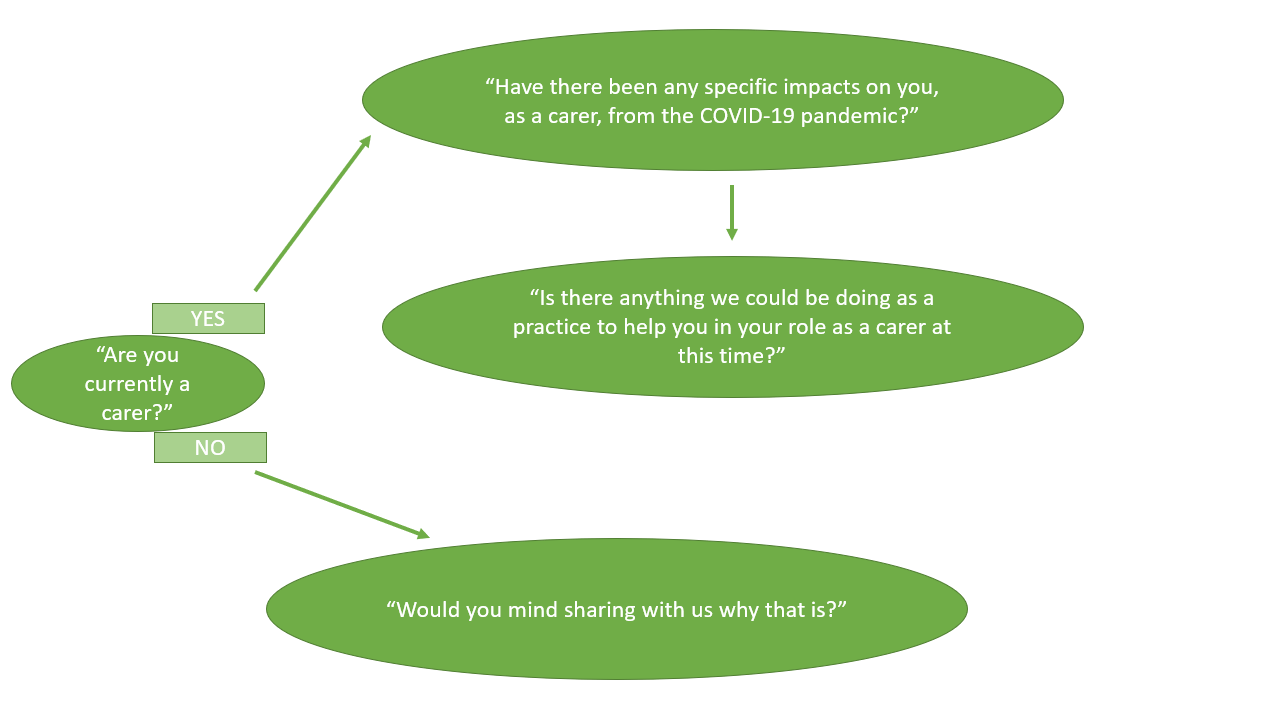 “Have there been any specific impacts on you,
as a carer, from the COVID-19 pandemic?”
“Is there anything we could be doing as a
practice to help you in your role as a carer at
this time?”
YES
“Are you
currently a
carer?”
NO
“Would you mind sharing with us why that is?”